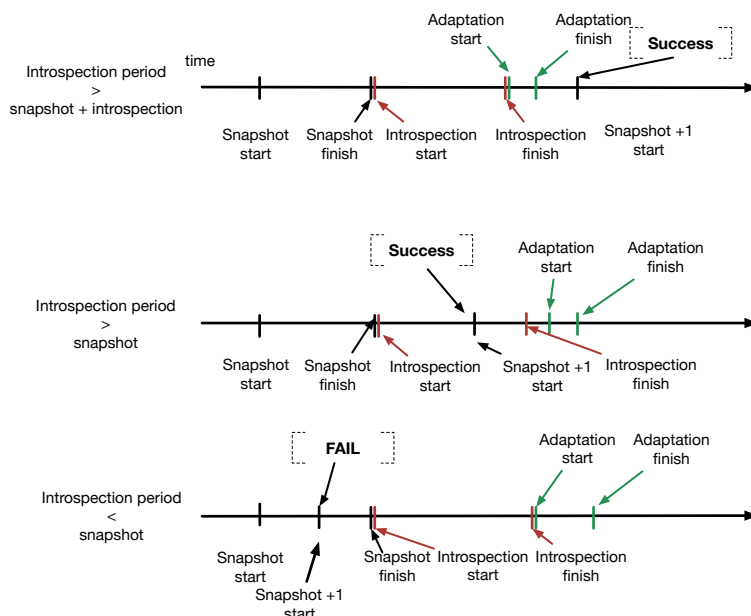 Adaptation
start
Adaptation
finish
Success
time
Introspection period
>
snapshot + introspection
Snapshot
start
Snapshot
finish
Introspection
start
Introspection
finish
Snapshot +1
start
Success
Adaptation
start
Adaptation
finish
Introspection period
>
snapshot
Snapshot
start
Snapshot
finish
Introspection
start
Snapshot +1
start
Introspection
finish
FAIL
Adaptation
start
Adaptation
finish
Introspection period
<
snapshot
Snapshot
start
Snapshot +1
start
Snapshot
finish
Introspection
start
Introspection
finish